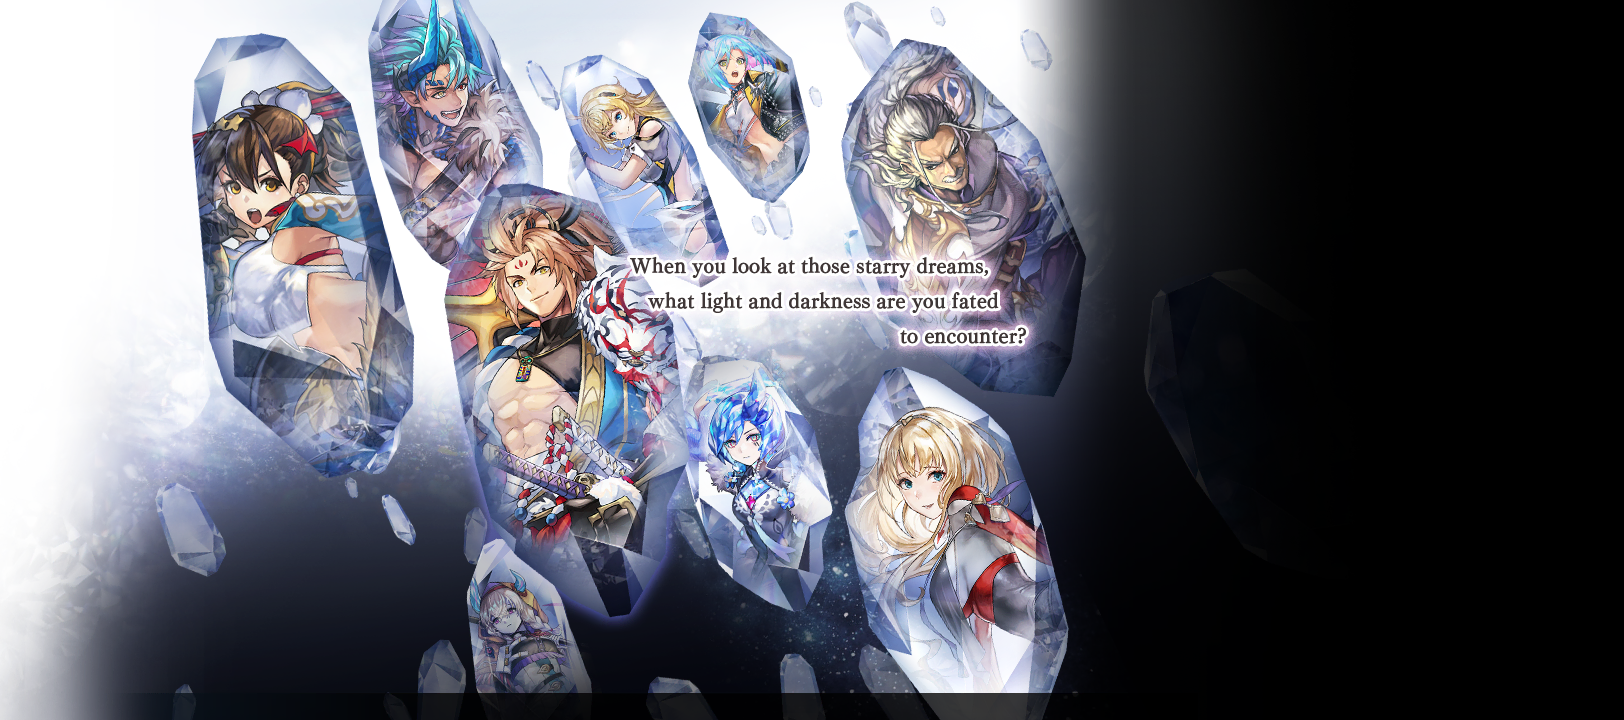 When you look at those starry dreams,
what light and darkness are you fated
to encounter?